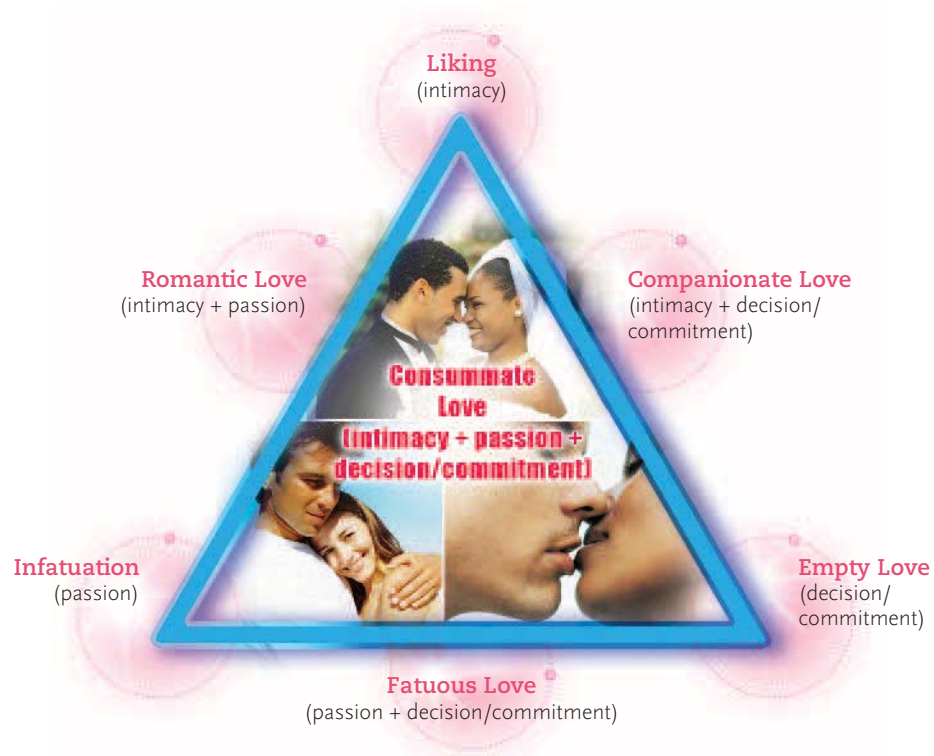 Liking
(intimacy)
Romantic Love
(intimacy + passion)
Companionate Love
(intimacy + decision/
commitment)
Consummate
Love
(intimacy + passion +
decision/commitment)
Infatuation
(passion)
Empty Love
(decision/
commitment)
Fatuous Love
(passion + decision/commitment)